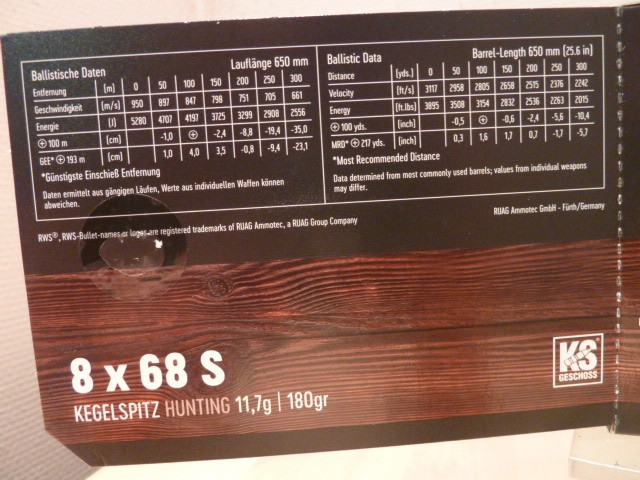 Ballistische Daten Lauflänge 650 mm
Entfernung [m] 0 50 100 150 200 250 300
Geschwindigkeit [m/s] 950 897 847 798 751 705 661
Energie [J] 5280 4707 4197 3725 3299 2908 2556
⊕ 100 m [cm] -1,0 ⊕ -2,4 -8,8 -19,4 -35,0
GEE* ⊕ 193 m [cm] 1,0 4,0 3,5 -0,8 -9,4 -23,1
*Günstigste Einschieß Entfernung
Daten ermittelt aus gängigen Läufen, Werte aus individuellen Waffen können
abweichen.
Ballistic Data Barrel-Length 650 mm (25.6 in)
Distance [yds.] 0 50 100 150 200 250 300
Velocity [ft/s] 3117 2958 2805 2658 2515 2376 2242
Energy [ft.lbs] 3895 3508 3154 2832 2536 2263 2015
⊕ 100 yds. [inch] -0.5 ⊕ -0.6 -2.4 -5.6 -10.4
MRD* ⊕ 217 yds. [inch] 0.3 1.6 1.7 0.7 -1.7 -5.7
*Most Recommended Distance
Data determined from most commonly used barrels; values from individual weapons
may differ.
RWS®, RWS-Bullet-names or logos are registered trademarks of RUAG Ammotec, a RUAG Group Company
RUAG Ammotec GmbH - Fürth/Germany
8 x 68 S
KEGELSPITZ HUNTING 11,7g | 180gr
KS
GESCHOSS